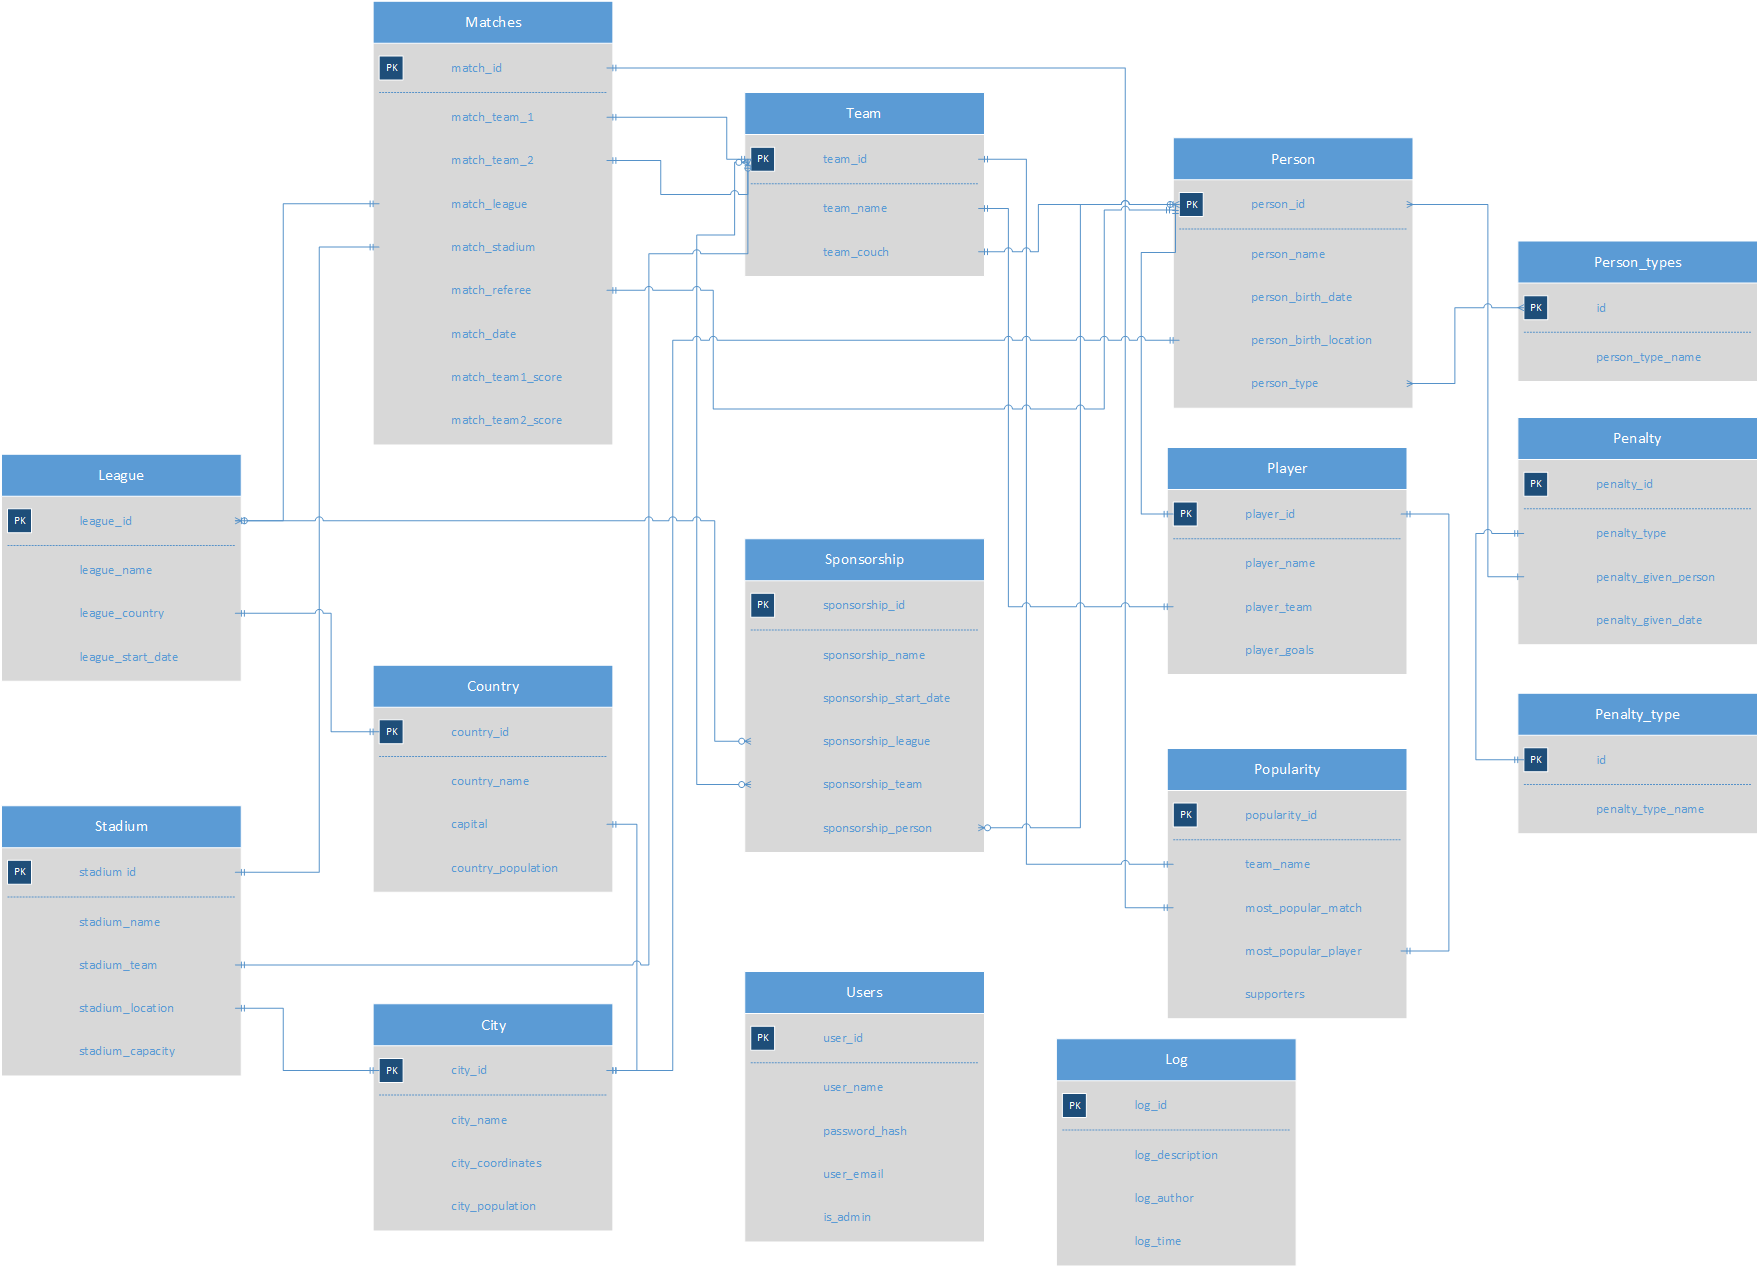 Matches
PK match_id
match_team_1
match_team_2
match_league
match_stadium
match_referee
match_date
match_team1_score
match_team2_score
Team
PK team_id
team_name
team_couch
Person
PK person_id
person_name
person_birth_date
person_birth_location
person_type
Person_types
PK id
person_type_name
League
PK league_id
league_name
league_country
league_start_date
Player
PK player_id
player_name
player_team
player_goals
Penalty
PK penalty_id
penalty_type
penalty_given_person
penalty_given_date
Sponsorship
PK sponsorship_id
sponsorship_name
sponsorship_start_date
sponsorship_league
sponsorship_team
sponsorship_person
Country
PK country_id
country_name
capital
country_population
Penalty_type
PK id
penalty_type_name
Popularity
PK popularity_id
team_name
most_popular_match
most_popular_player
supporters
Stadium
PK stadium id
stadium_name
stadium_team
stadium_location
stadium_capacity
City
PK city_id
city_name
city_coordinates
city_population
Users
PK user_id
user_name
password_hash
user_email
is_admin
Log
PK log_id
log_description
log_author
log_time